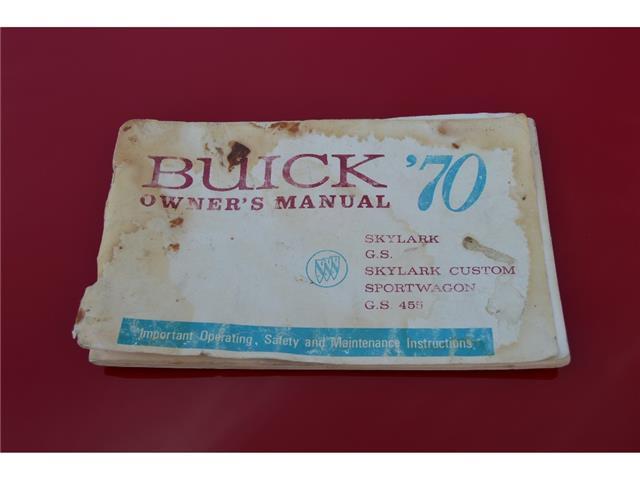 BUICK '70
OWNER'S MANUAL
SKYLARK
G.S.
SKYLARK CUSTOM
SPORTWAGON
G.S 455
Important Operating, Safety and Maintenance Instructions